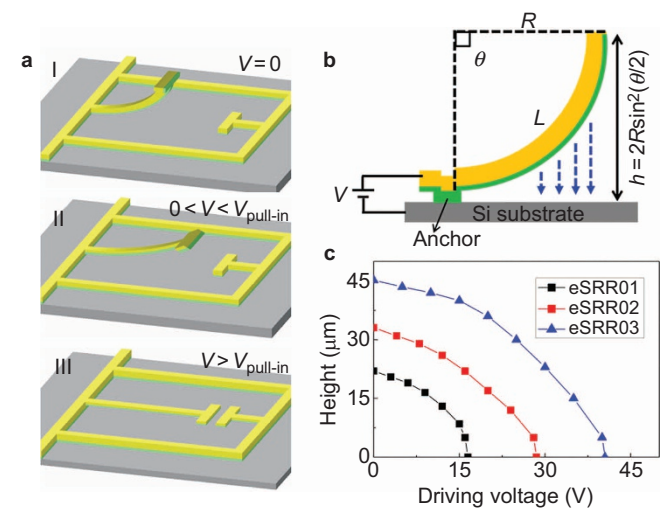 a
I
V = 0
II
0 < V < Vpull-in
III
V > Vpull-in
b
R
θ
L
h = 2Rsin²(θ/2)
V
Si substrate
Anchor
c
45
30
15
0
Height (μm)
eSRR01
eSRR02
eSRR03
0 15 30 45
Driving voltage (V)